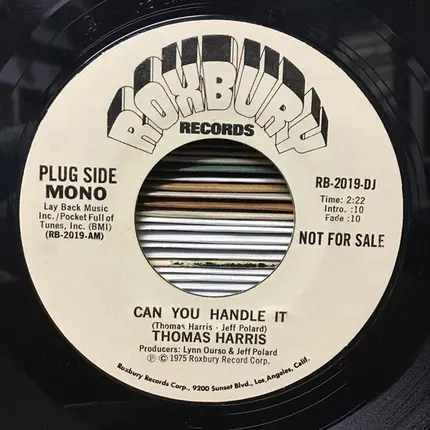 ROXBURY
RECORDS
PLUG SIDE
MONO
Lay Back Music
Inc./Pocket Full of
Tunes, Inc. (BMI)
(RB-2019-AM)
RB-2019-DJ
Time: 2:22
Intro. :10
Fade :10
NOT FOR SALE
CAN YOU HANDLE IT
(Thomas Harris - Jeff Polard)
THOMAS HARRIS
Producers: Lynn Ourso & Jeff Polard
℗ © 1975 Roxbury Record Corp.
Roxbury Records Corp., 9200 Sunset Blvd., Los Angeles, Calif.